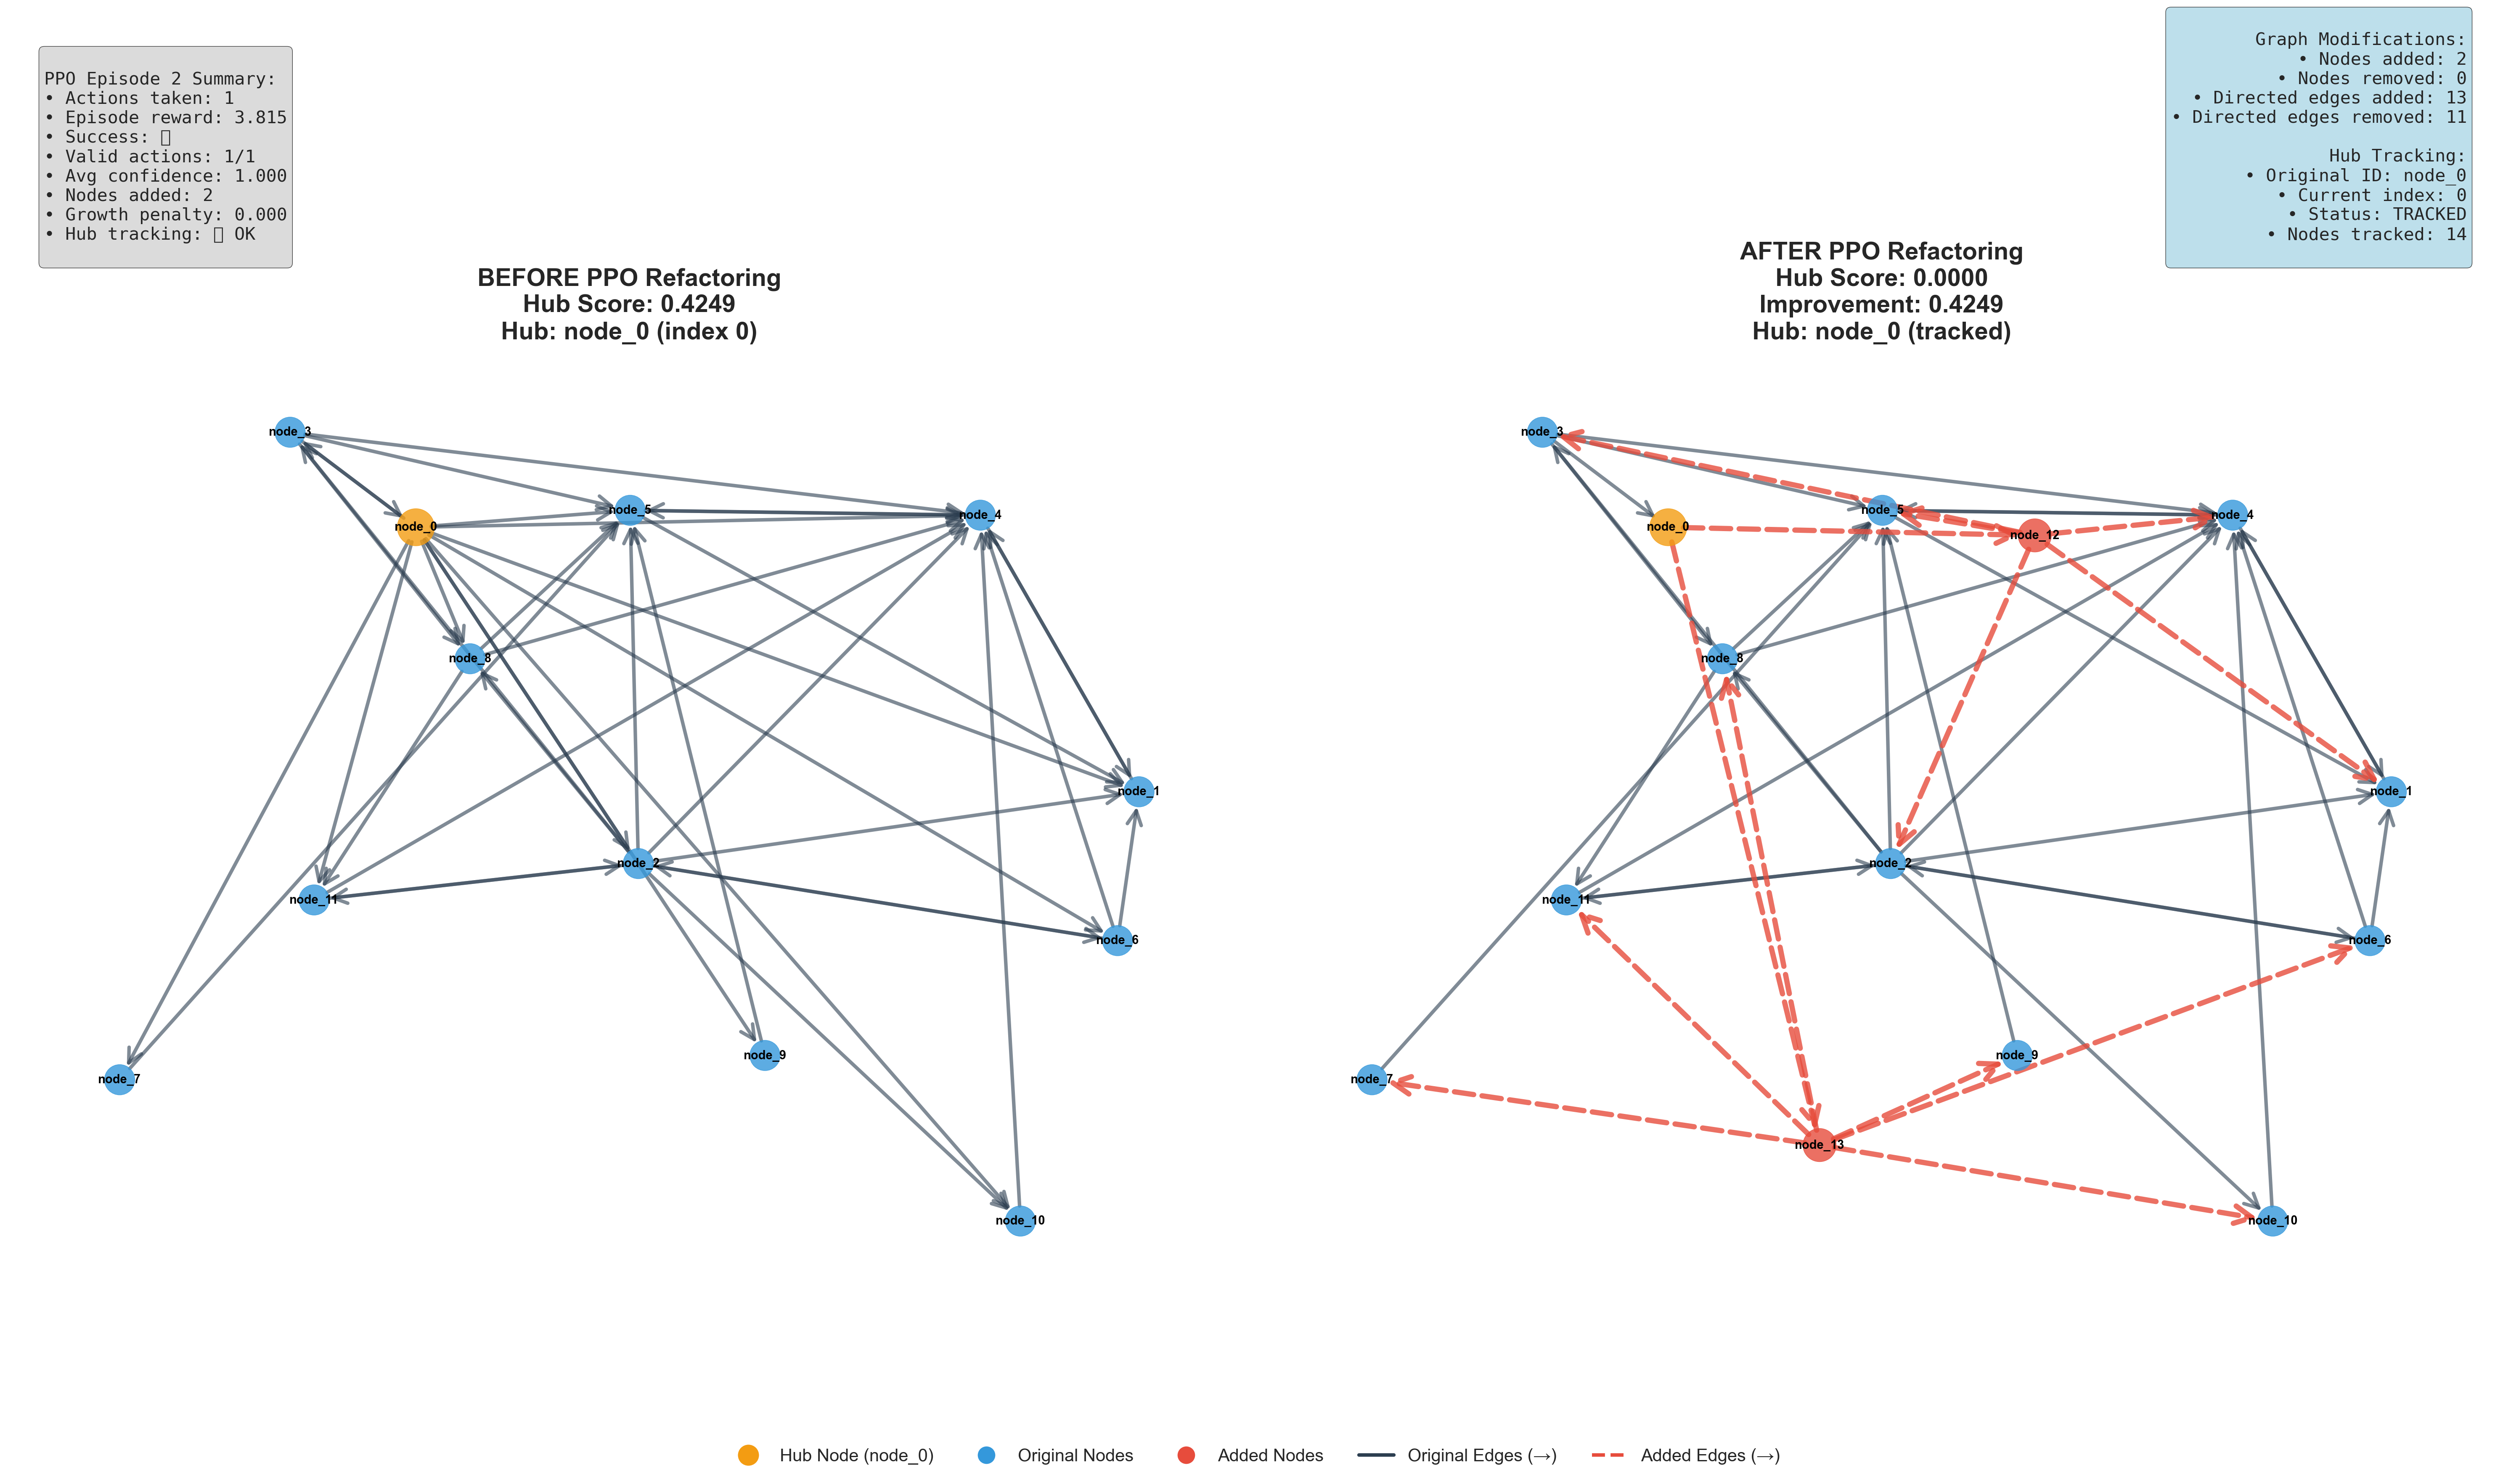 PPO Episode 2 Summary:
• Actions taken: 1
• Episode reward: 3.815
• Success: ▯
• Valid actions: 1/1
• Avg confidence: 1.000
• Nodes added: 2
• Growth penalty: 0.000
• Hub tracking: ▯ OK
Graph Modifications:
• Nodes added: 2
• Nodes removed: 0
• Directed edges added: 13
• Directed edges removed: 11
Hub Tracking:
• Original ID: node_0
• Current index: 0
• Status: TRACKED
• Nodes tracked: 14
BEFORE PPO Refactoring
Hub Score: 0.4249
Hub: node_0 (index 0)
node_3
node_5
node_4
node_0
node_8
node_1
node_2
node_11
node_6
node_9
node_7
node_10
AFTER PPO Refactoring
Hub Score: 0.0000
Improvement: 0.4249
Hub: node_0 (tracked)
node_3
node_5
node_4
node_0
node_12
node_8
node_1
node_2
node_11
node_6
node_9
node_7
node_13
node_10
Hub Node (node_0)
Original Nodes
Added Nodes
Original Edges (→)
Added Edges (→)